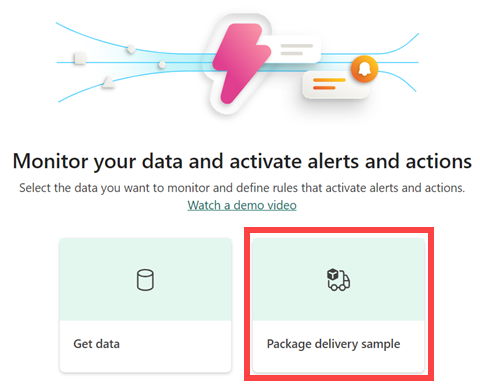 Monitor your data and activate alerts and actions
Select the data you want to monitor and define rules that activate alerts and actions.
Watch a demo video
Get data
Package delivery sample